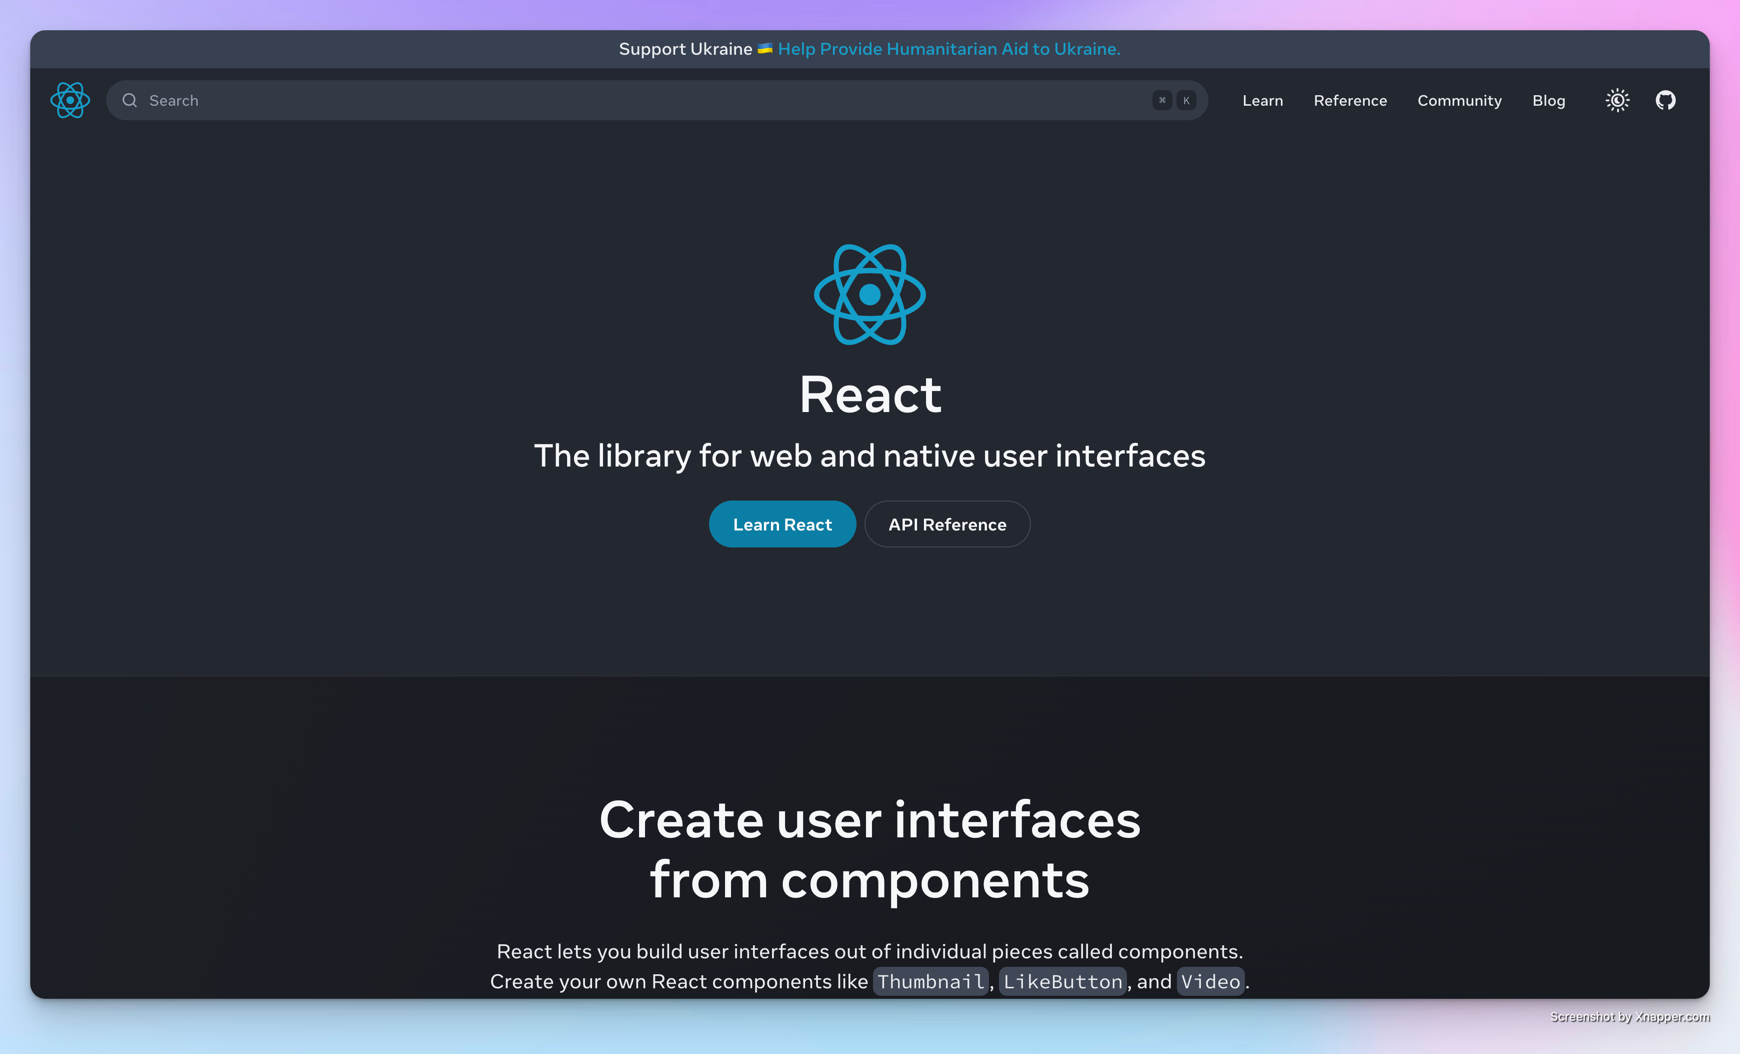 Support Ukraine 🇺🇦 Help Provide Humanitarian Aid to Ukraine.
Search ⌘ K Learn Reference Community Blog
React
The library for web and native user interfaces
Learn React API Reference
Create user interfaces
from components
React lets you build user interfaces out of individual pieces called components.
Create your own React components like Thumbnail, LikeButton, and Video.
Screenshot by Xnapper.com